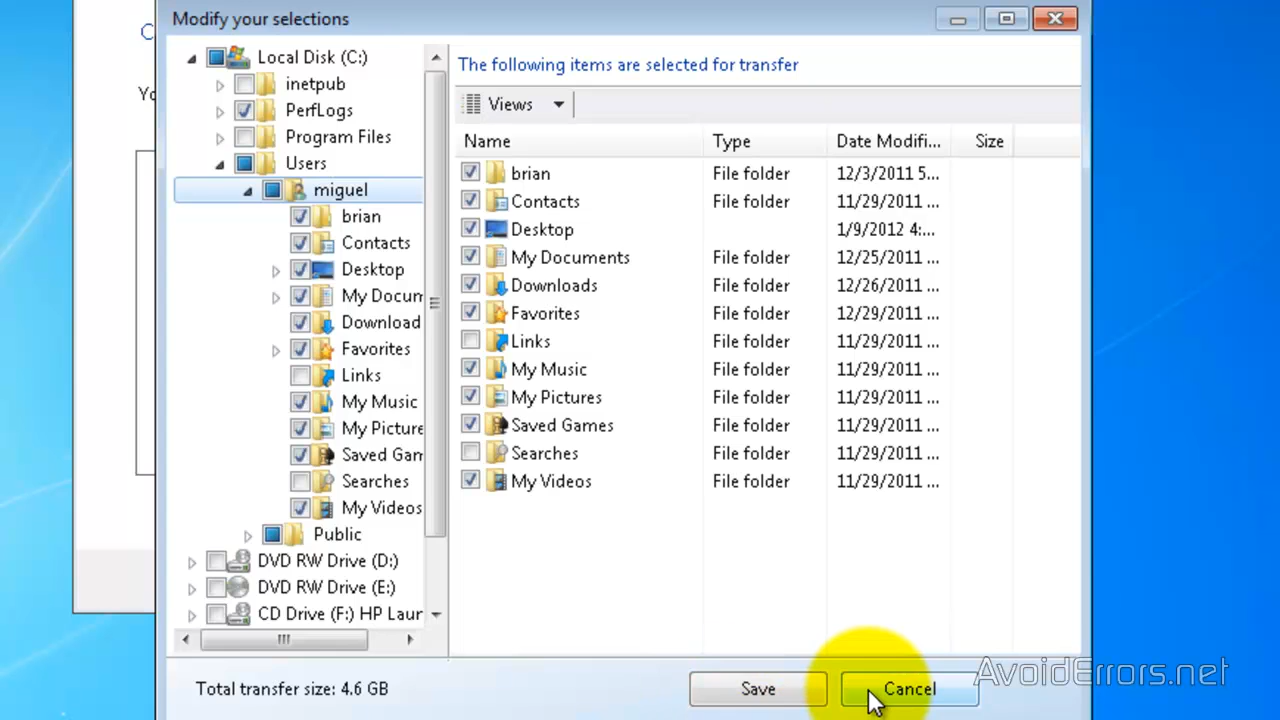 Modify your selections
C
Yo
Local Disk (C:)
inetpub
PerfLogs
Program Files
Users
miguel
brian
Contacts
Desktop
My Docum
Download
Favorites
Links
My Music
My Picture
Saved Gam
Searches
My Videos
Public
DVD RW Drive (D:)
DVD RW Drive (E:)
CD Drive (F:) HP Laun
The following items are selected for transfer
Views
Name Type Date Modifi... Size
brian File folder 12/3/2011 5...
Contacts File folder 11/29/2011 ...
Desktop 1/9/2012 4:...
My Documents File folder 12/25/2011 ...
Downloads File folder 12/26/2011 ...
Favorites File folder 12/29/2011 ...
Links File folder 11/29/2011 ...
My Music File folder 11/29/2011 ...
My Pictures File folder 11/29/2011 ...
Saved Games File folder 11/29/2011 ...
Searches File folder 11/29/2011 ...
My Videos File folder 11/29/2011 ...
Total transfer size: 4.6 GB
Save Cancel
AvoidErrors.net